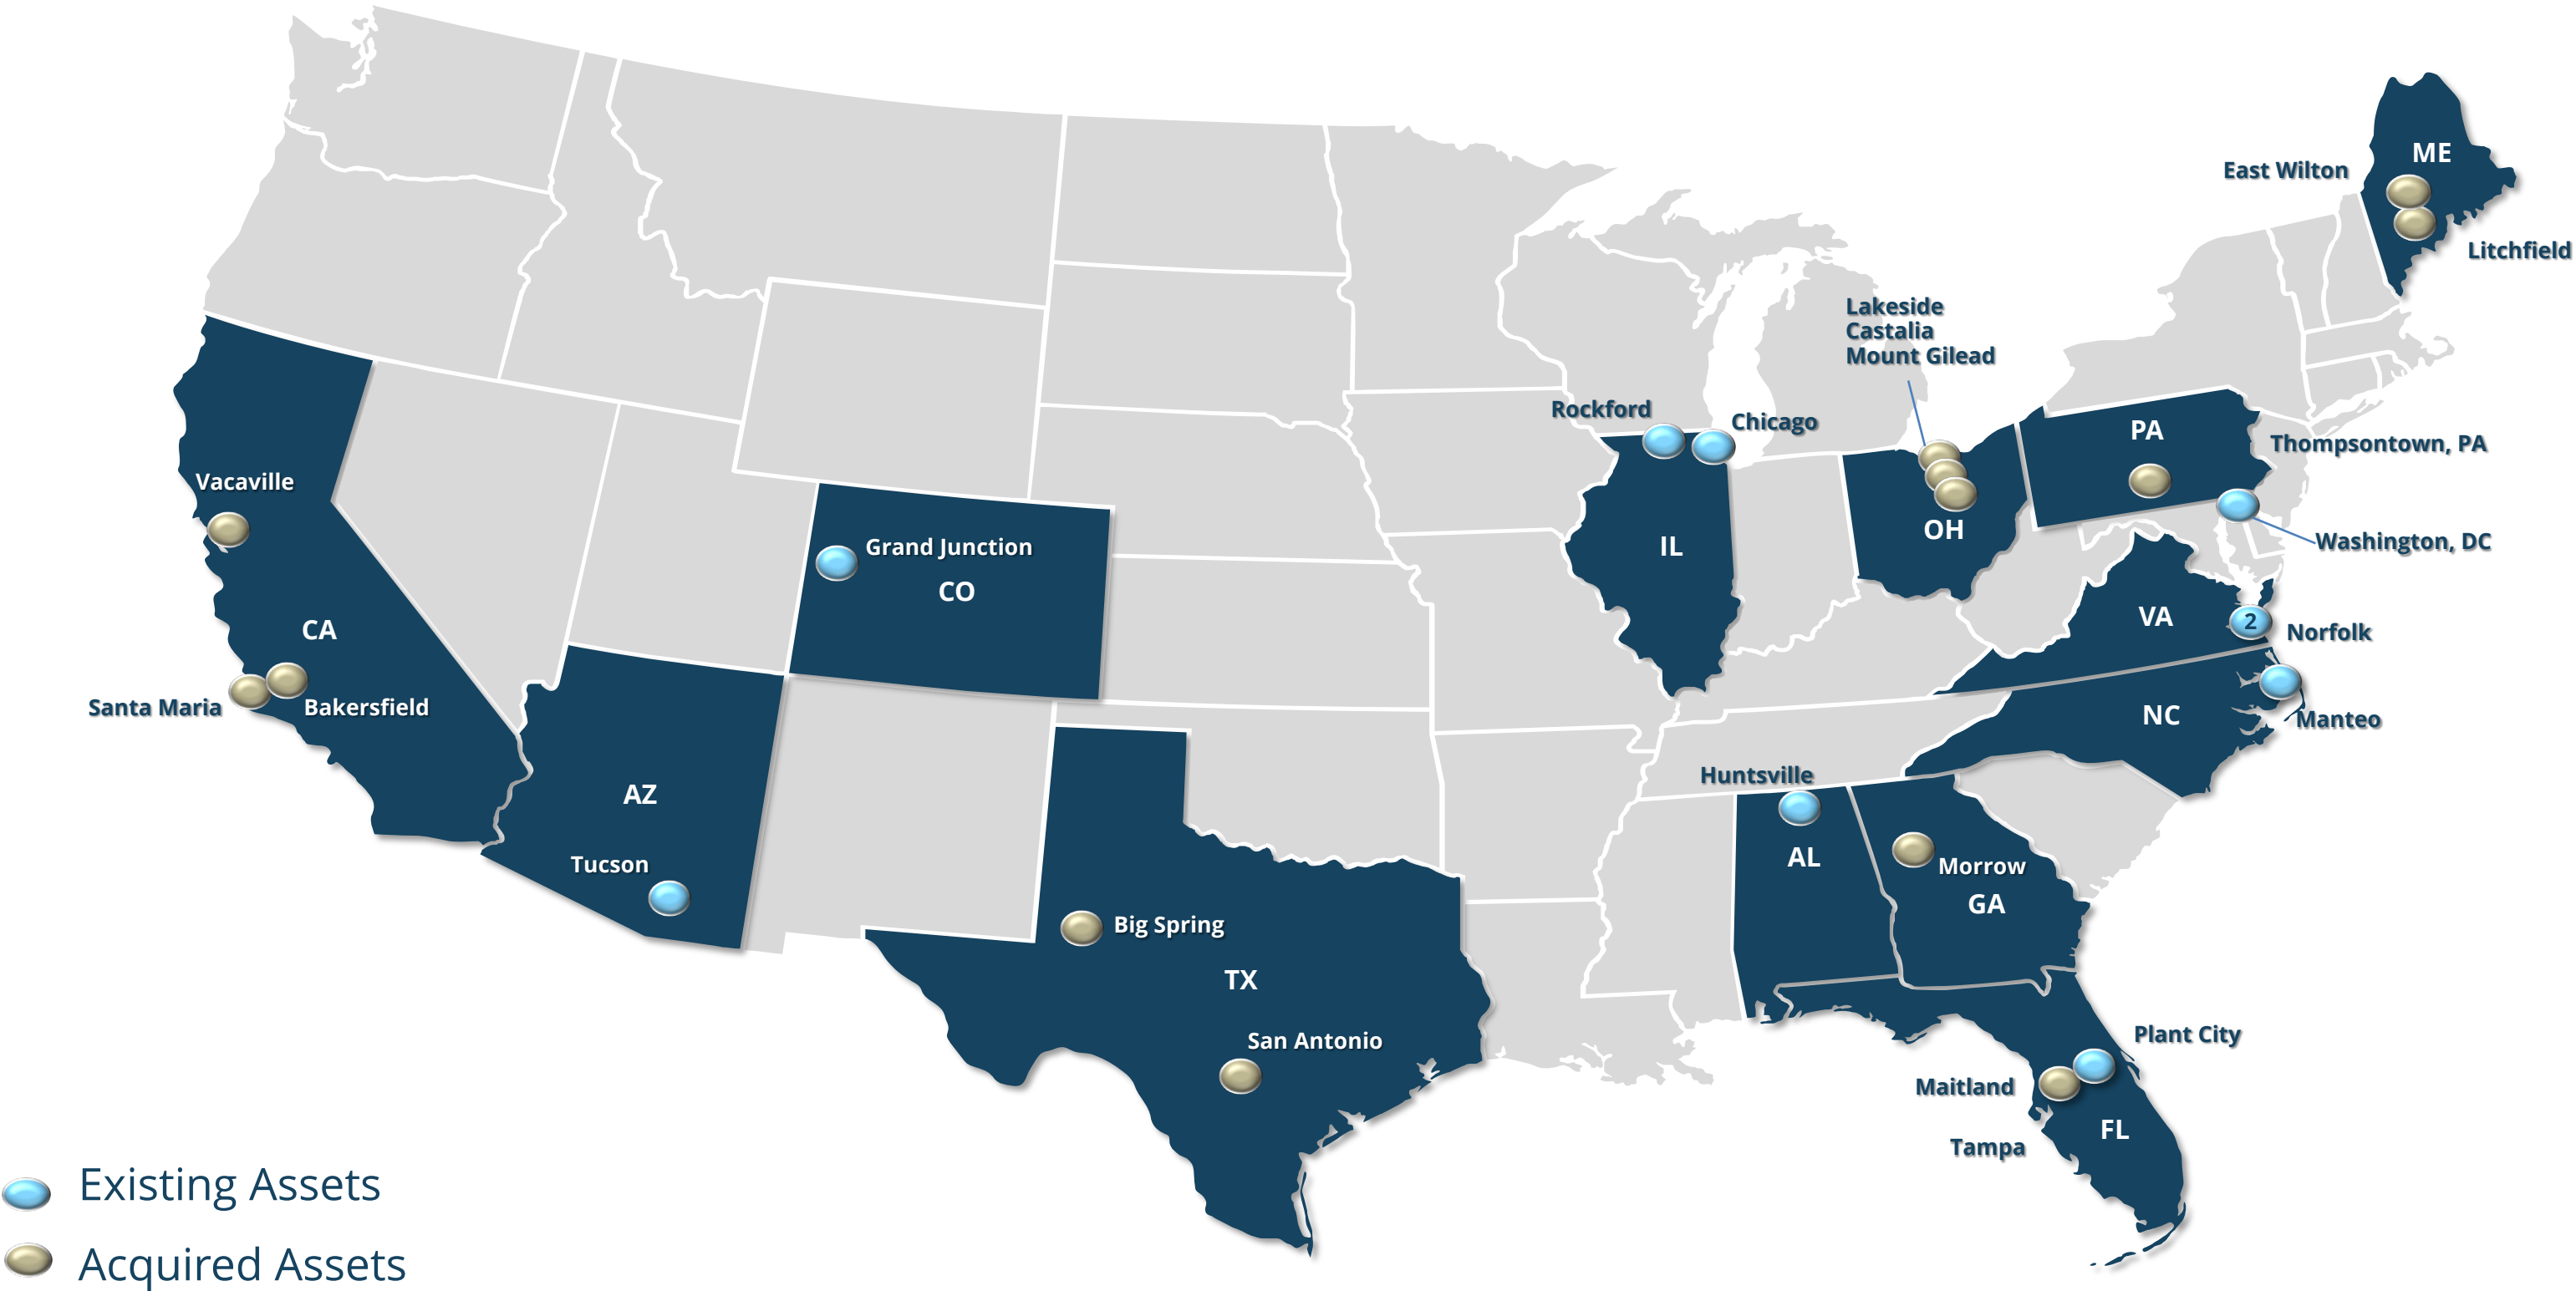 ME
East Wilton
Litchfield
Lakeside
Castalia
Mount Gilead
Rockford
Chicago
PA
Thompsontown, PA
Vacaville
OH
Washington, DC
Grand Junction
IL
CO
VA
2
Norfolk
CA
Santa Maria
Bakersfield
NC
Manteo
Huntsville
AZ
AL
Tucson
Morrow
GA
Big Spring
TX
San Antonio
Plant City
Maitland
FL
Tampa
Existing Assets
Acquired Assets